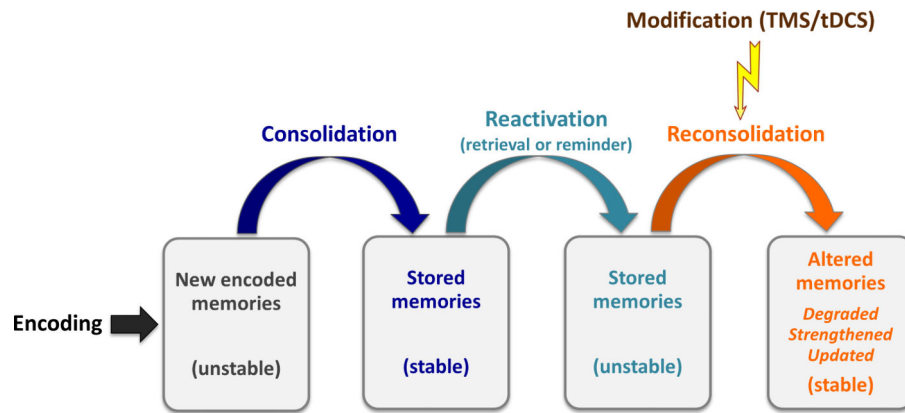 Modification (TMS/tDCS)
Consolidation
Reactivation
(retrieval or reminder)
Reconsolidation
Encoding
New encoded
memories
(unstable)
Stored
memories
(stable)
Stored
memories
(unstable)
Altered
memories
Degraded
Strengthened
Updated
(stable)